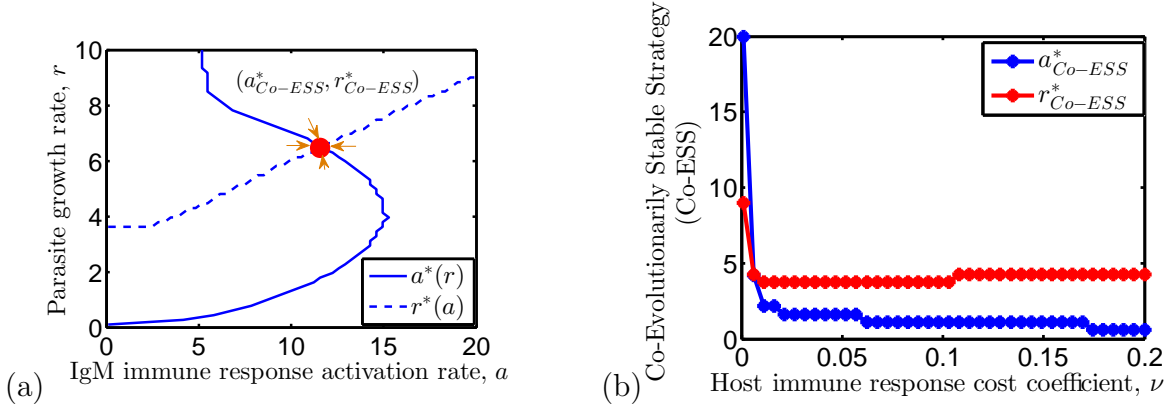 10
8
6
4
2
0
Parasite growth rate, r
(a*Co−ESS, r*Co−ESS)
a*(r)
r*(a)
0 5 10 15 20
(a) IgM immune response activation rate, a
Co-Evolutionarily Stable Strategy
(Co-ESS)
20
15
10
5
0
a*Co−ESS
r*Co−ESS
0 0.05 0.1 0.15 0.2
(b) Host immune response cost coefficient, ν